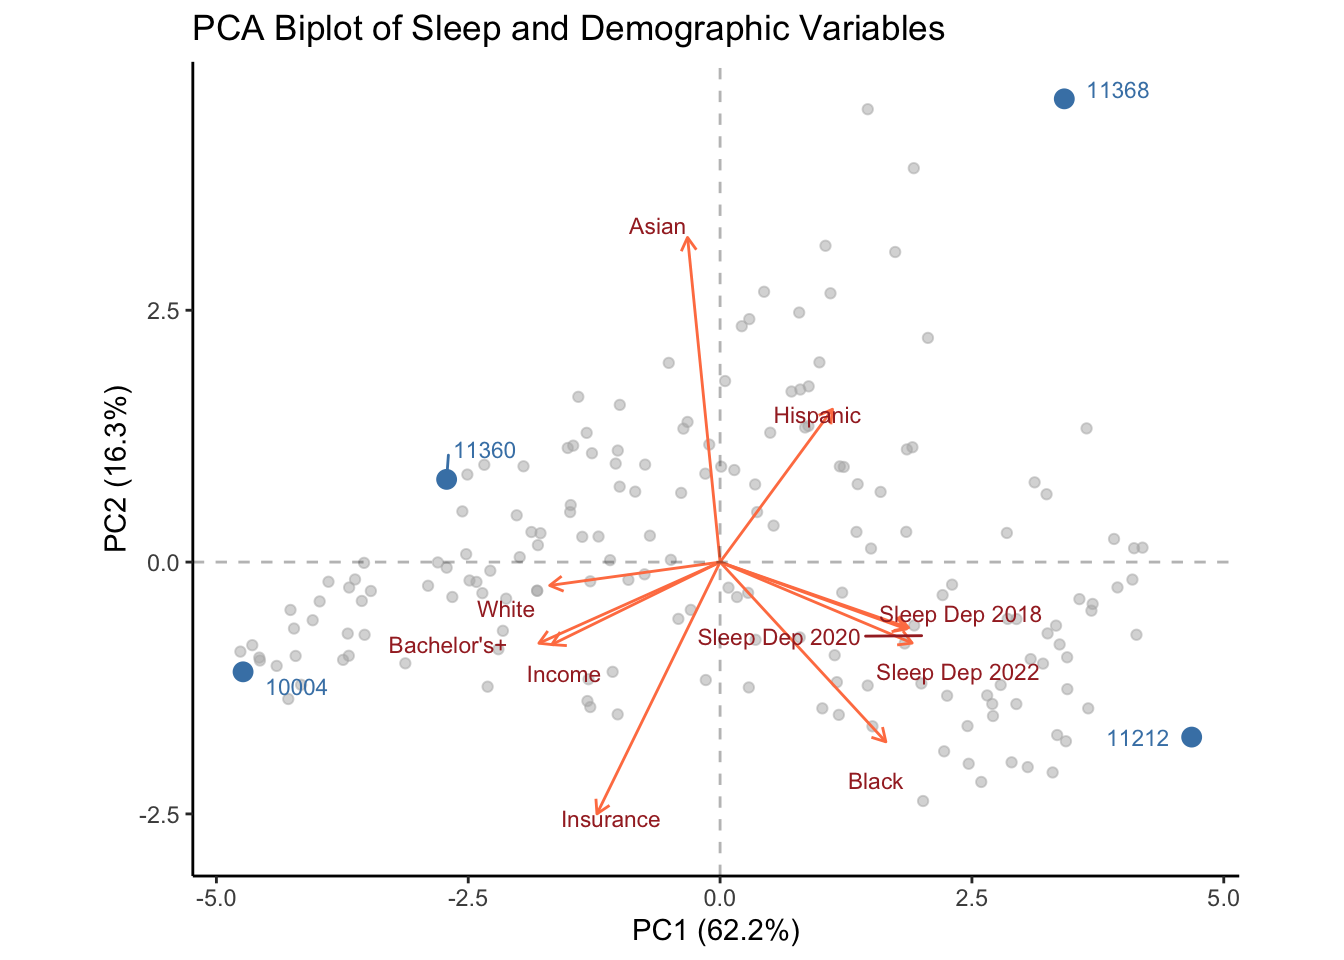 PCA Biplot of Sleep and Demographic Variables
11368
Asian
2.5
Hispanic
11360
PC2 (16.3%)
0.0
White
Sleep Dep 2018
Sleep Dep 2020
Bachelor's+
Income
Sleep Dep 2022
10004
11212
Black
-2.5
Insurance
-5.0
-2.5
0.0
2.5
5.0
PC1 (62.2%)